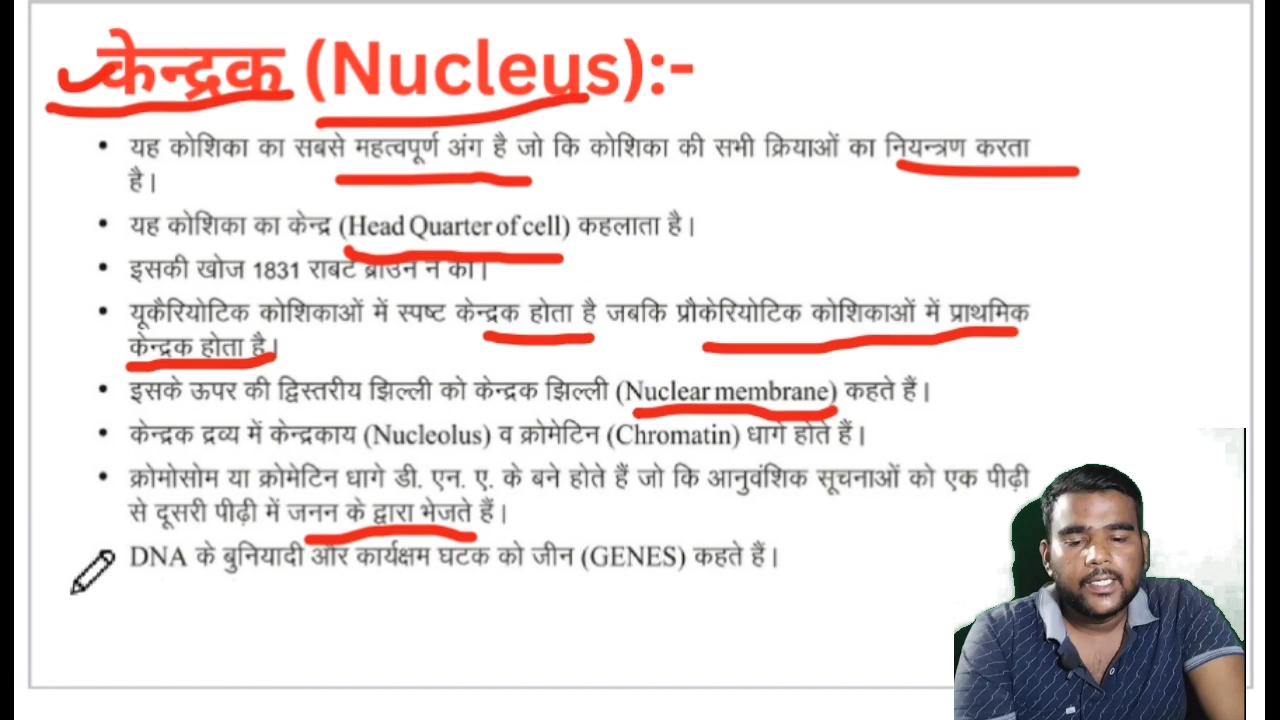 केन्द्रक (Nucleus):-
• यह कोशिका का सबसे महत्वपूर्ण अंग है जो कि कोशिका की सभी क्रियाओं का नियन्त्रण करता
है।
• यह कोशिका का केन्द्र (Head Quarter of cell) कहलाता है।
• इसकी खोज 1831 राबर्ट ब्राउन ने की।
• यूकैरियोटिक कोशिकाओं में स्पष्ट केन्द्रक होता है जबकि प्रौकेरियोटिक कोशिकाओं में प्राथमिक
केन्द्रक होता है।
• इसके ऊपर की द्विस्तरीय झिल्ली को केन्द्रक झिल्ली (Nuclear membrane) कहते हैं।
• केन्द्रक द्रव्य में केन्द्रकाय (Nucleolus) व क्रोमेटिन (Chromatin) धागे होते हैं।
• क्रोमोसोम या क्रोमेटिन धागे डी. एन. ए. के बने होते हैं जो कि आनुवंशिक सूचनाओं को एक पीढ़ी
से दूसरी पीढ़ी में जनन के द्वारा भेजते हैं।
DNA के बुनियादी और कार्यक्षम घटक को जीन (GENES) कहते हैं।